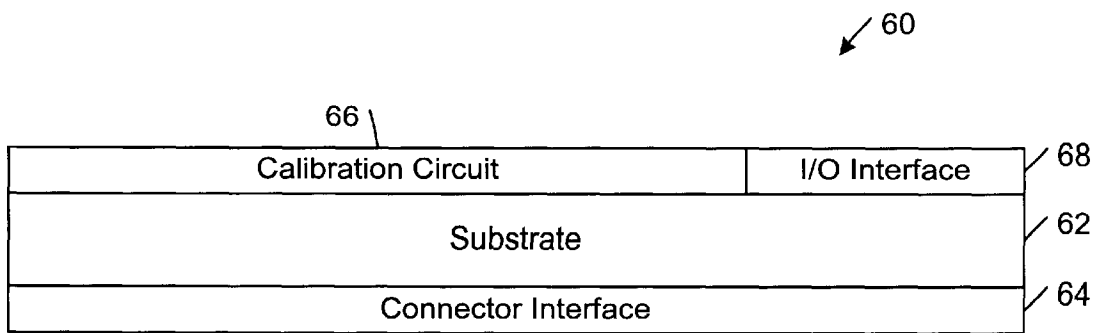 60
66
Calibration Circuit
I/O Interface
68
Substrate
62
Connector Interface
64